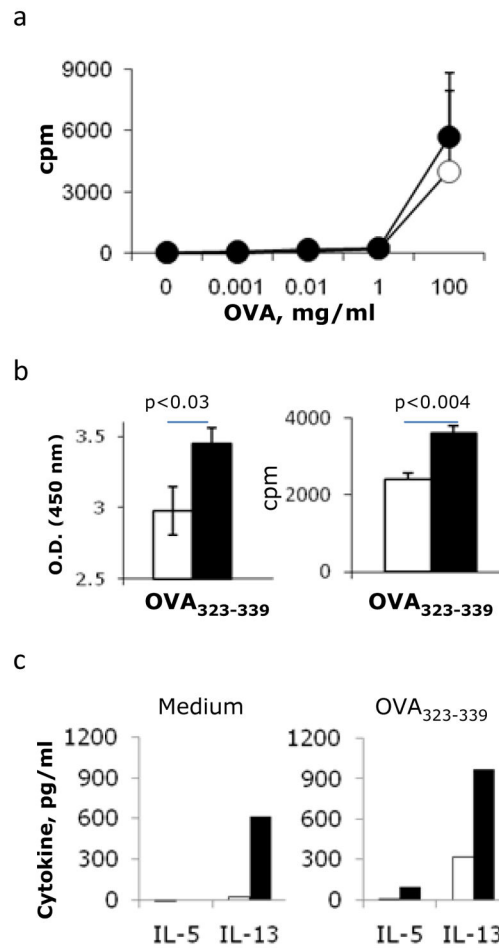 a
9000
6000
3000
0
cpm
0 0.001 0.01 1 100
OVA, mg/ml
b
p<0.03
3.5
3
2.5
O.D. (450 nm)
OVA323-339
p<0.004
4000
2000
0
cpm
OVA323-339
c
Medium
1200
900
600
300
0
Cytokine, pg/ml
IL-5 IL-13
OVA323-339
1200
900
600
300
0
IL-5 IL-13